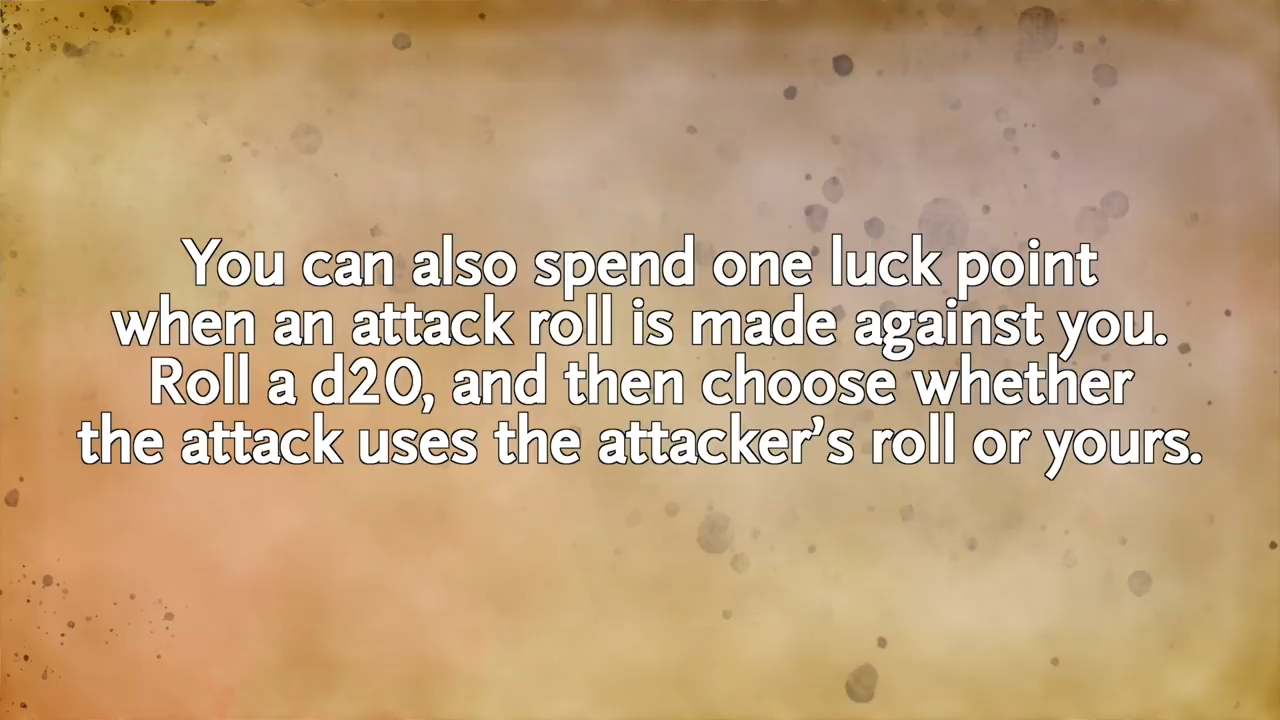 You can also spend one luck point
when an attack roll is made against you.
Roll a d20, and then choose whether
the attack uses the attacker’s roll or yours.